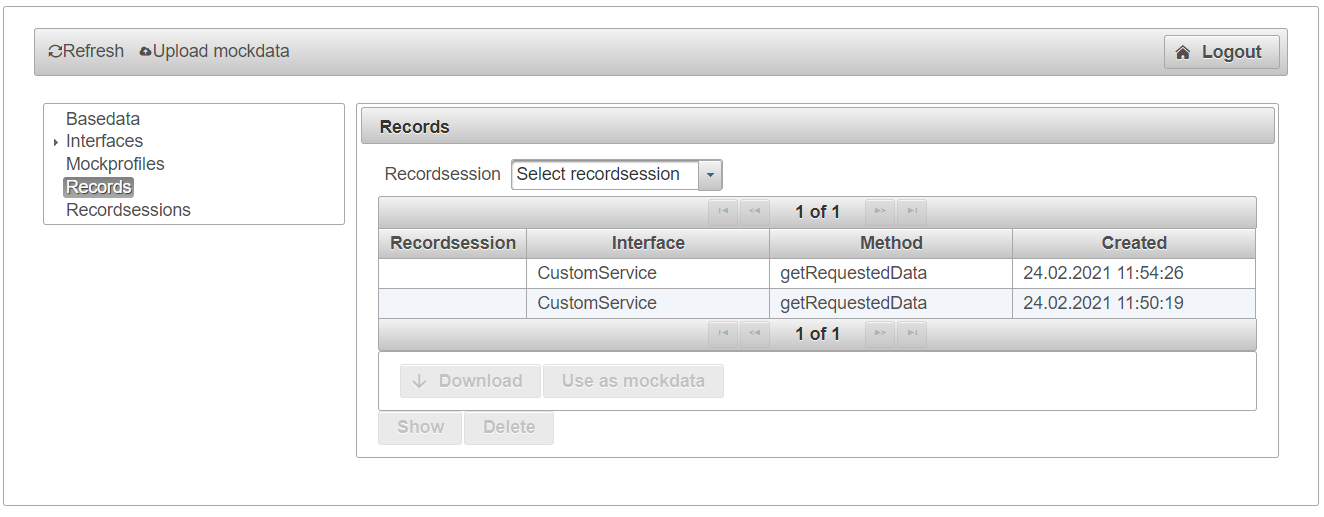 Refresh Upload mockdata Logout
Basedata
Interfaces
Mockprofiles
Records
Recordsessions
Records
Recordsession Select recordsession
1 of 1
Recordsession Interface Method Created
CustomService getRequestedData 24.02.2021 11:54:26
CustomService getRequestedData 24.02.2021 11:50:19
1 of 1
Download Use as mockdata
Show Delete